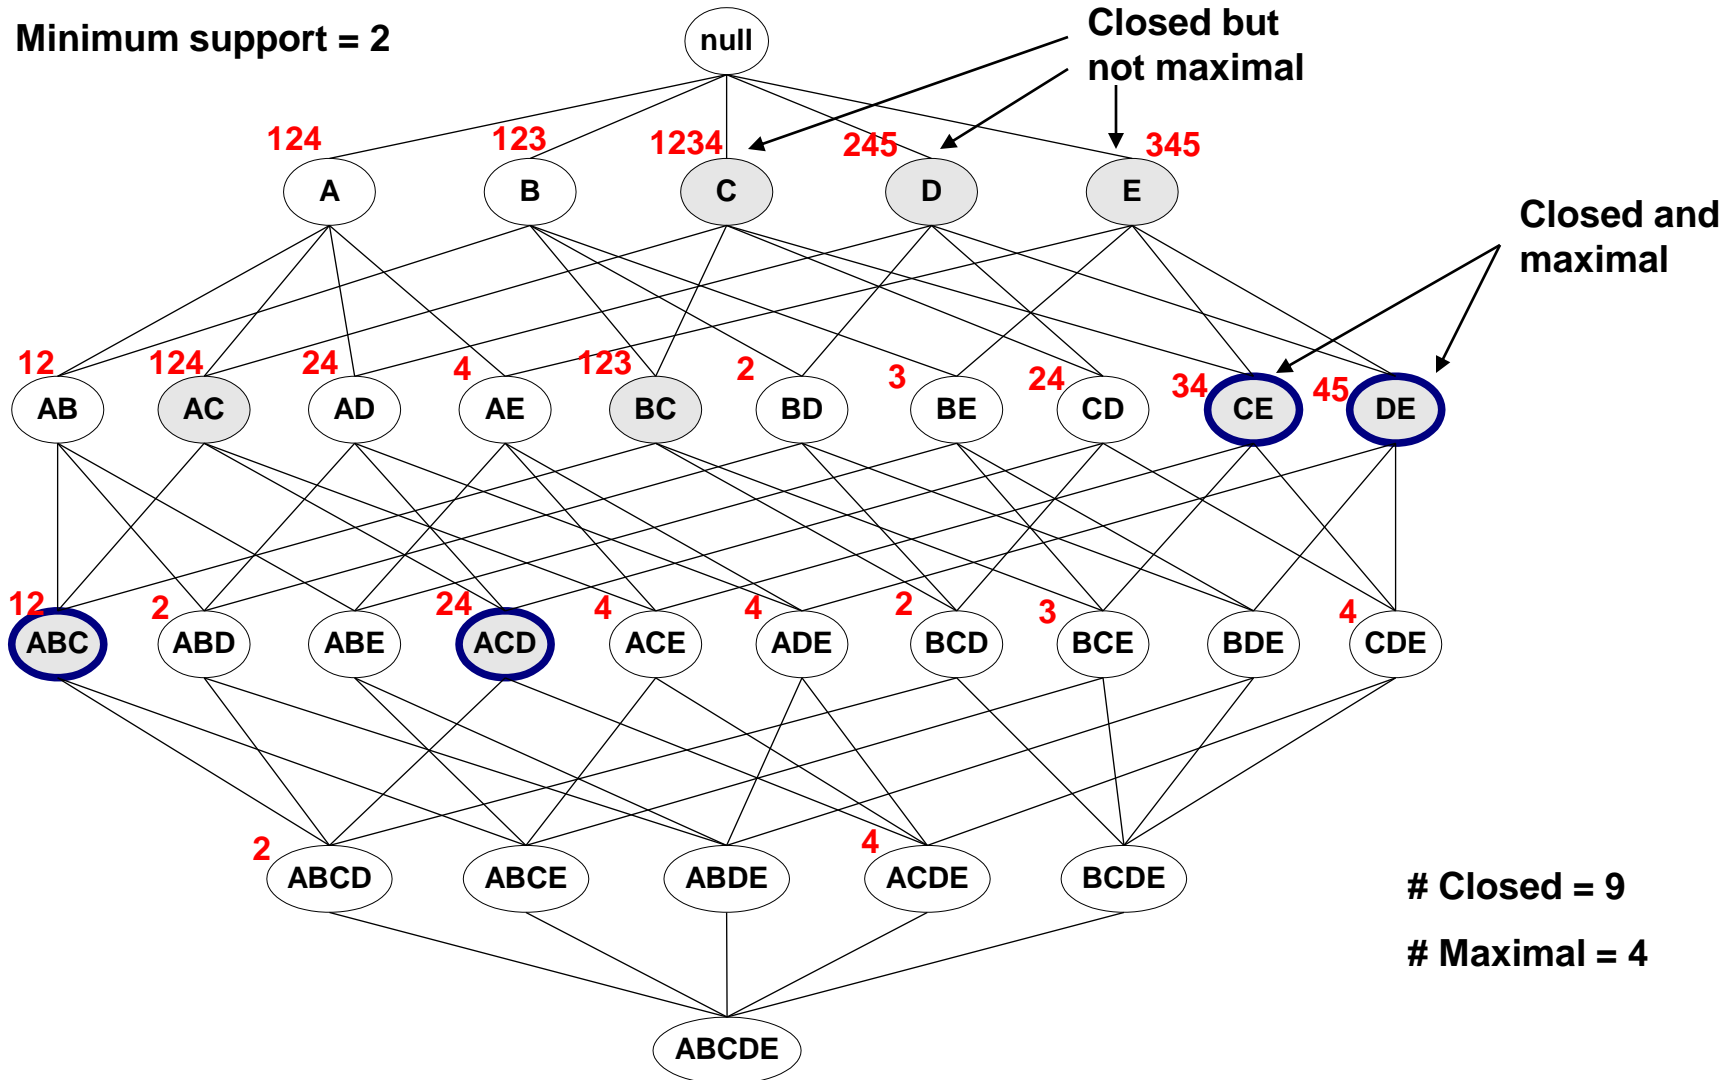 Minimum support = 2
null
Closed but
not maximal
124
123
1234
245
345
A
B
C
D
E
Closed and
maximal
12
124
24
4
123
2
3
24
34
45
AB
AC
AD
AE
BC
BD
BE
CD
CE
DE
12
2
24
4
4
2
3
4
ABC
ABD
ABE
ACD
ACE
ADE
BCD
BCE
BDE
CDE
2
4
ABCD
ABCE
ABDE
ACDE
BCDE
# Closed = 9
# Maximal = 4
ABCDE